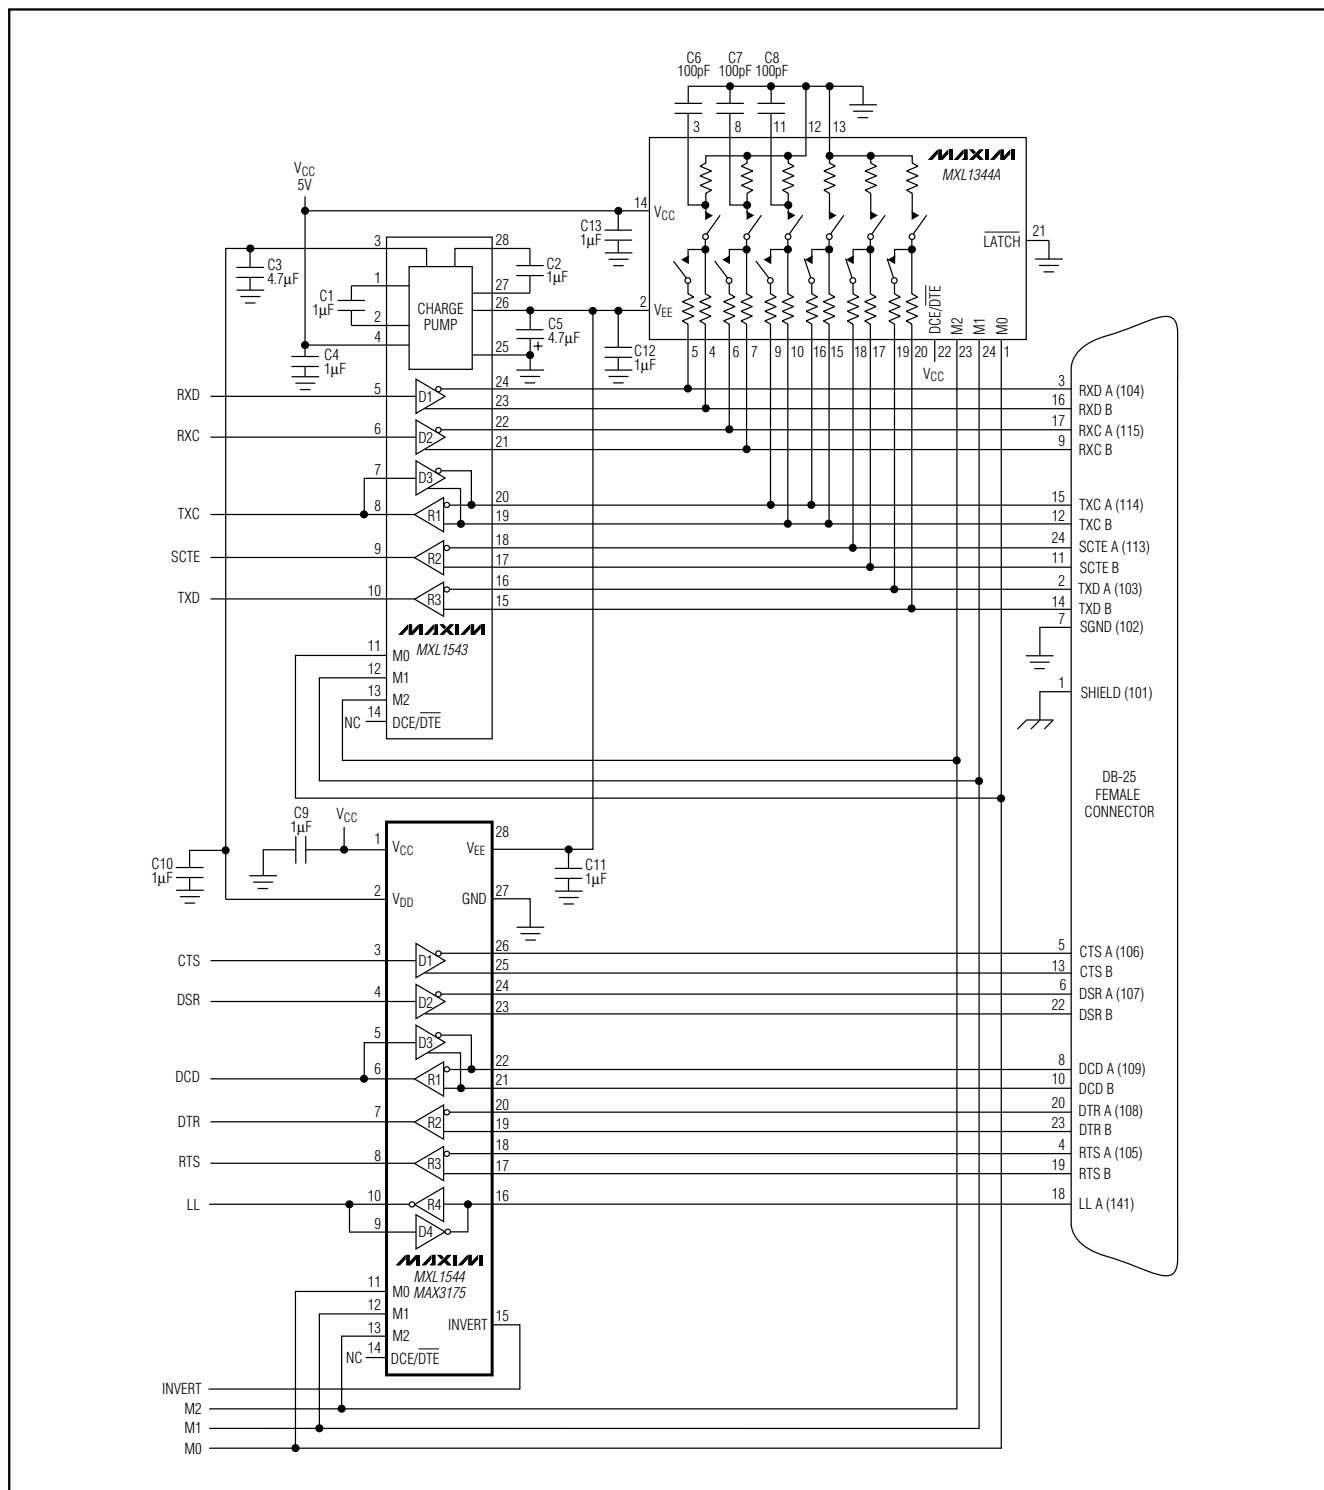 C6 C7 C8
100pF 100pF 100pF
3 8 11 12 13
MAXIM
MXL1344A
VCC
5V
14 VCC
C13
1µF
21
LATCH
3 28
C3
4.7µF
C2
1µF
1 27
C1
1µF
CHARGE
PUMP
26
2 VEE
2
4
C5
4.7µF
+
25
C4
1µF
C12
1µF
DCE/DTE
M2
M1
M0
5 4 6 7 9 10 16 15 18 17 19 20 22 23 24 1
VCC
RXD 5 D1 24 3 RXD A (104)
23 16 RXD B
RXC 6 D2 22 17 RXC A (115)
21 9 RXC B
7 D3
TXC 8 R1 20 15 TXC A (114)
19 12 TXC B
SCTE 9 R2 18 24 SCTE A (113)
17 11 SCTE B
TXD 10 R3 16 2 TXD A (103)
15 14 TXD B
7 SGND (102)
MAXIM
MXL1543
11 M0
12 M1
13 M2
NC 14 DCE/DTE
1 SHIELD (101)
DB-25
FEMALE
CONNECTOR
C9
1µF
VCC
1 VCC
VEE 28
C10
1µF
C11
1µF
2 VDD
GND 27
CTS 3 D1 26 5 CTS A (106)
25 13 CTS B
DSR 4 D2 24 6 DSR A (107)
23 22 DSR B
5 D3
DCD 6 R1 22 8 DCD A (109)
21 10 DCD B
DTR 7 R2 20 20 DTR A (108)
19 23 DTR B
RTS 8 R3 18 4 RTS A (105)
17 19 RTS B
LL 10 R4 16 18 LL A (141)
9 D4
MAXIM
MXL1544
MAX3175
11 M0
12 M1
INVERT 15
13 M2
NC 14 DCE/DTE
INVERT
M2
M1
M0